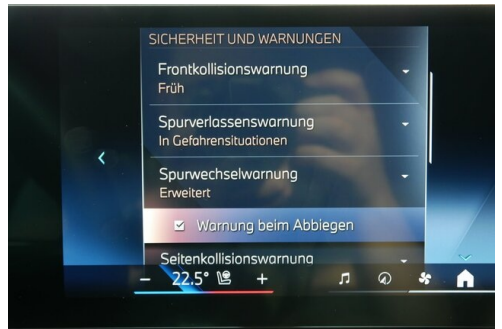 SICHERHEIT UND WARNUNGEN
Frontkollisionswarnung
Früh
Spurverlassenswarnung
In Gefahrensituationen
Spurwechselwarnung
Erweitert
Warnung beim Abbiegen
Seitenkollisionswarnung
− 22.5° +